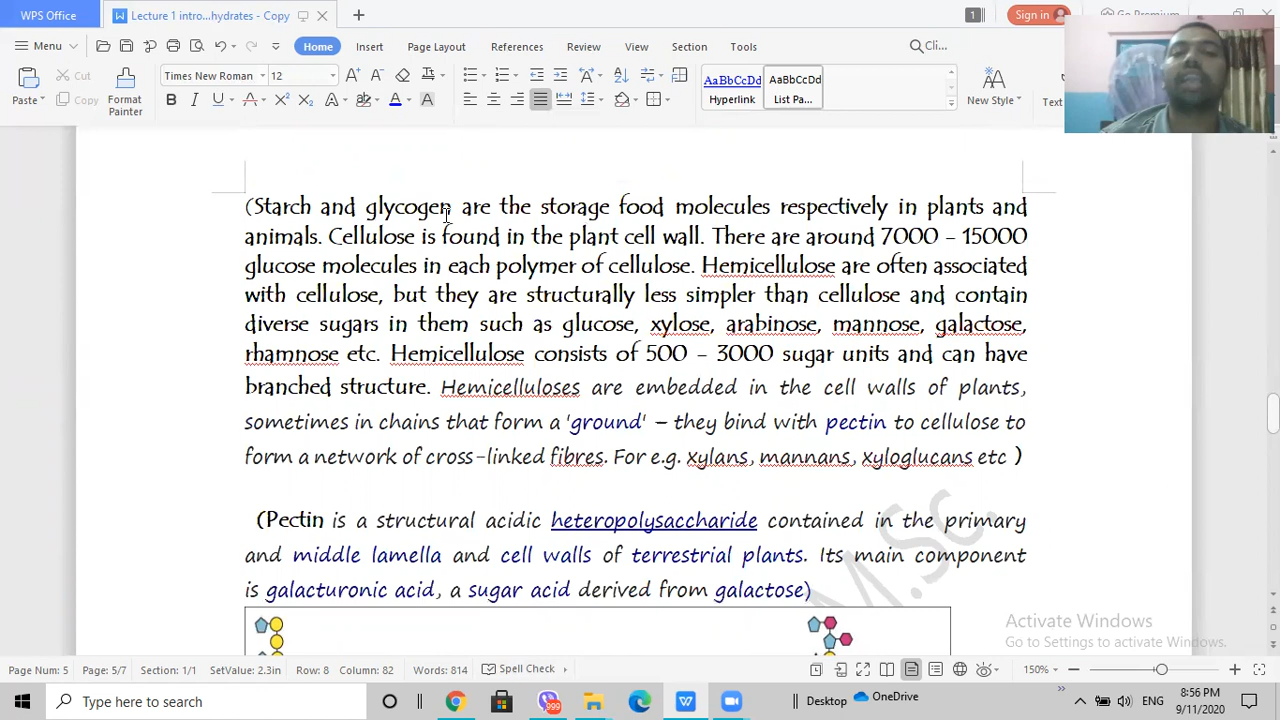 WPS Office
Lecture 1 intro...hydrates - Copy
1
Sign in
Go Premium
Menu
Home
Insert
Page Layout
References
Review
View
Section
Tools
Cli...
Paste
Cut
Copy
Format
Painter
Times New Roman
12
AaBbCcDd
Hyperlink
AaBbCcDd
List Pa...
New Style
Text
(Starch and glycogen are the storage food molecules respectively in plants and
animals. Cellulose is found in the plant cell wall. There are around 7000 – 15000
glucose molecules in each polymer of cellulose. Hemicellulose are often associated
with cellulose, but they are structurally less simpler than cellulose and contain
diverse sugars in them such as glucose, xylose, arabinose, mannose, galactose,
rhamnose etc. Hemicellulose consists of 500 – 3000 sugar units and can have
branched structure. Hemicelluloses are embedded in the cell walls of plants,
sometimes in chains that form a 'ground' – they bind with pectin to cellulose to
form a network of cross-linked fibres. For e.g. xylans, mannans, xyloglucans etc )
(Pectin is a structural acidic heteropolysaccharide contained in the primary
and middle lamella and cell walls of terrestrial plants. Its main component
is galacturonic acid, a sugar acid derived from galactose)
M.Sc.
Activate Windows
Go to Settings to activate Windows.
Page Num: 5 Page: 5/7 Section: 1/1 SetValue: 2.3in Row: 8 Column: 82 Words: 814 Spell Check
150%
Type here to search
999
Desktop
OneDrive
8:56 PM
9/11/2020